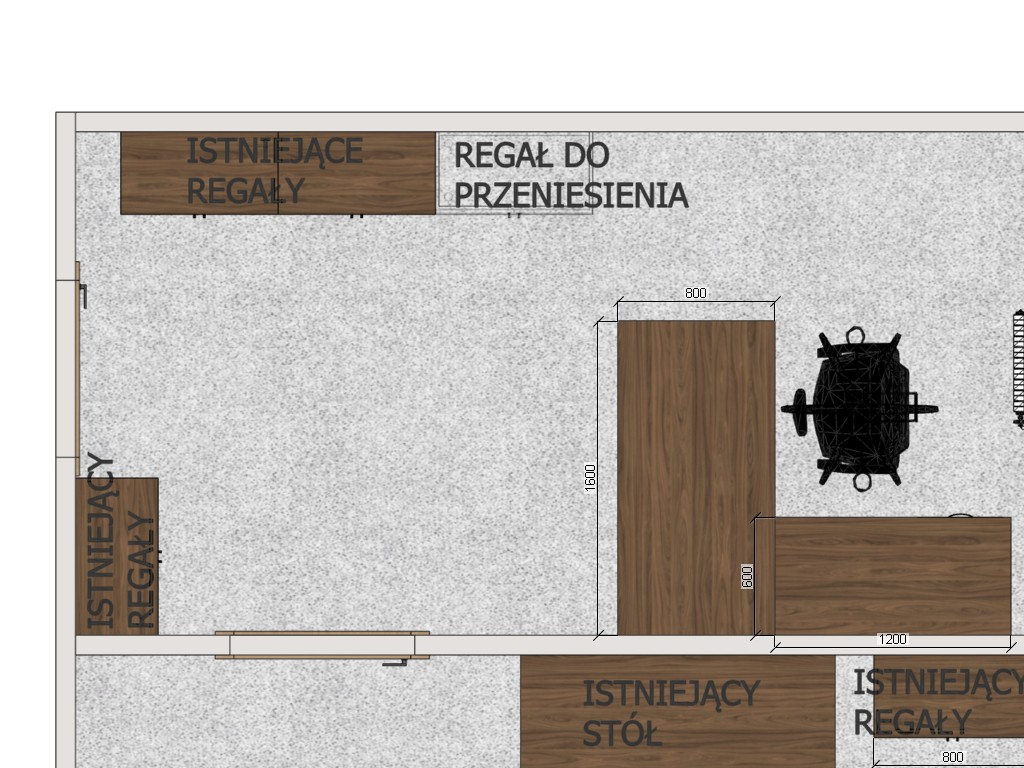 ISTNIEJĄCE
REGAŁY
REGAŁ DO
PRZENIESIENIA
800
1600
600
1200
ISTNIEJĄCY
REGAŁY
ISTNIEJĄCY
STÓŁ
ISTNIEJĄCY
REGAŁY
800